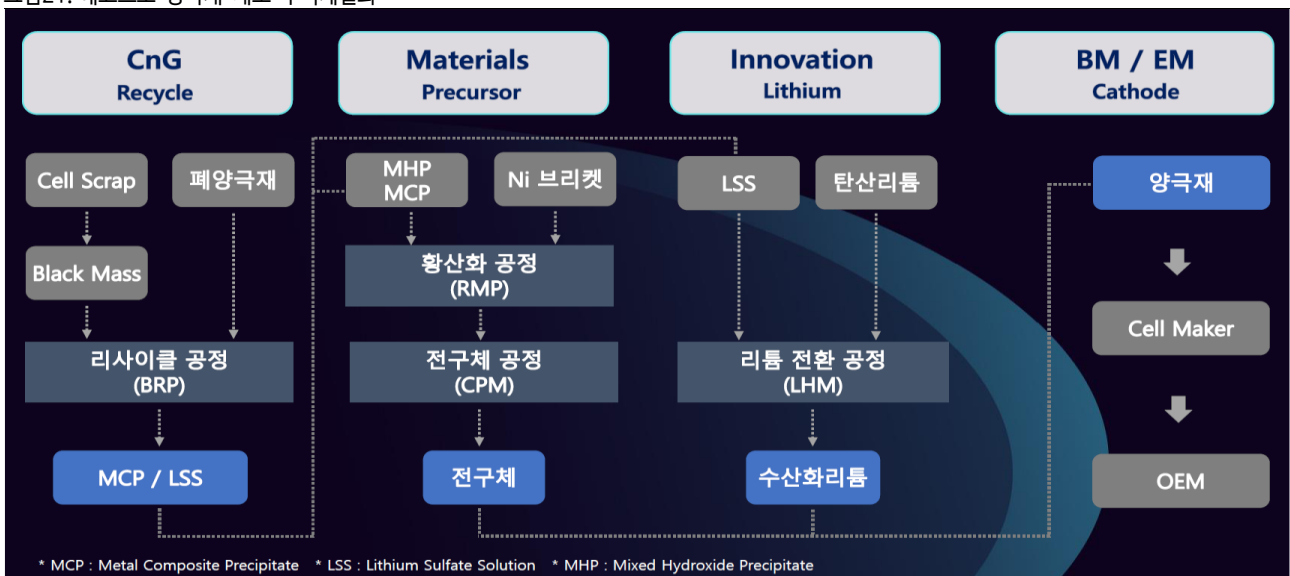 CnG
Recycle
Materials
Precursor
Innovation
Lithium
BM / EM
Cathode
Cell Scrap
폐양극재
Black Mass
리사이클 공정
(BRP)
MCP / LSS
MHP
MCP
Ni 브리켓
황산화 공정
(RMP)
전구체 공정
(CPM)
전구체
LSS
탄산리튬
리튬 전환 공정
(LHM)
수산화리튬
양극재
Cell Maker
OEM
* MCP : Metal Composite Precipitate * LSS : Lithium Sulfate Solution * MHP : Mixed Hydroxide Precipitate